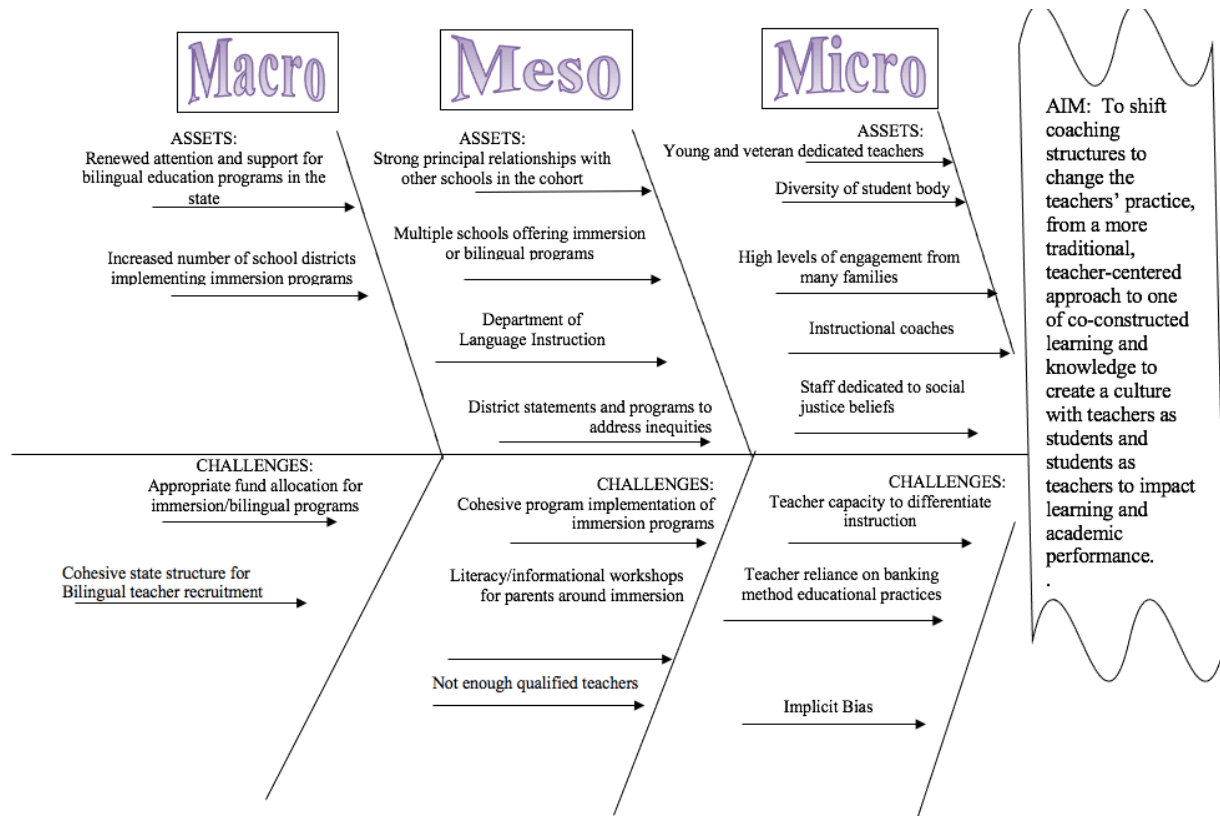 Macro
ASSETS:
Renewed attention and support for
bilingual education programs in the
state
Increased number of school districts
implementing immersion programs
CHALLENGES:
Appropriate fund allocation for
immersion/bilingual programs
Cohesive state structure for
Bilingual teacher recruitment
Meso
ASSETS:
Strong principal relationships with
other schools in the cohort
Multiple schools offering immersion
or bilingual programs
Department of
Language Instruction
District statements and programs to
address inequities
CHALLENGES:
Cohesive program implementation of
immersion programs
Literacy/informational workshops
for parents around immersion
Not enough qualified teachers
Micro
ASSETS:
Young and veteran dedicated teachers
Diversity of student body
High levels of engagement from
many families
Instructional coaches
Staff dedicated to social
justice beliefs
CHALLENGES:
Teacher capacity to differentiate
instruction
Teacher reliance on banking
method educational practices
Implicit Bias
AIM: To shift
coaching
structures to
change the
teachers' practice,
from a more
traditional,
teacher-centered
approach to one
of co-constructed
learning and
knowledge to
create a culture
with teachers as
students and
students as
teachers to impact
learning and
academic
performance.
.